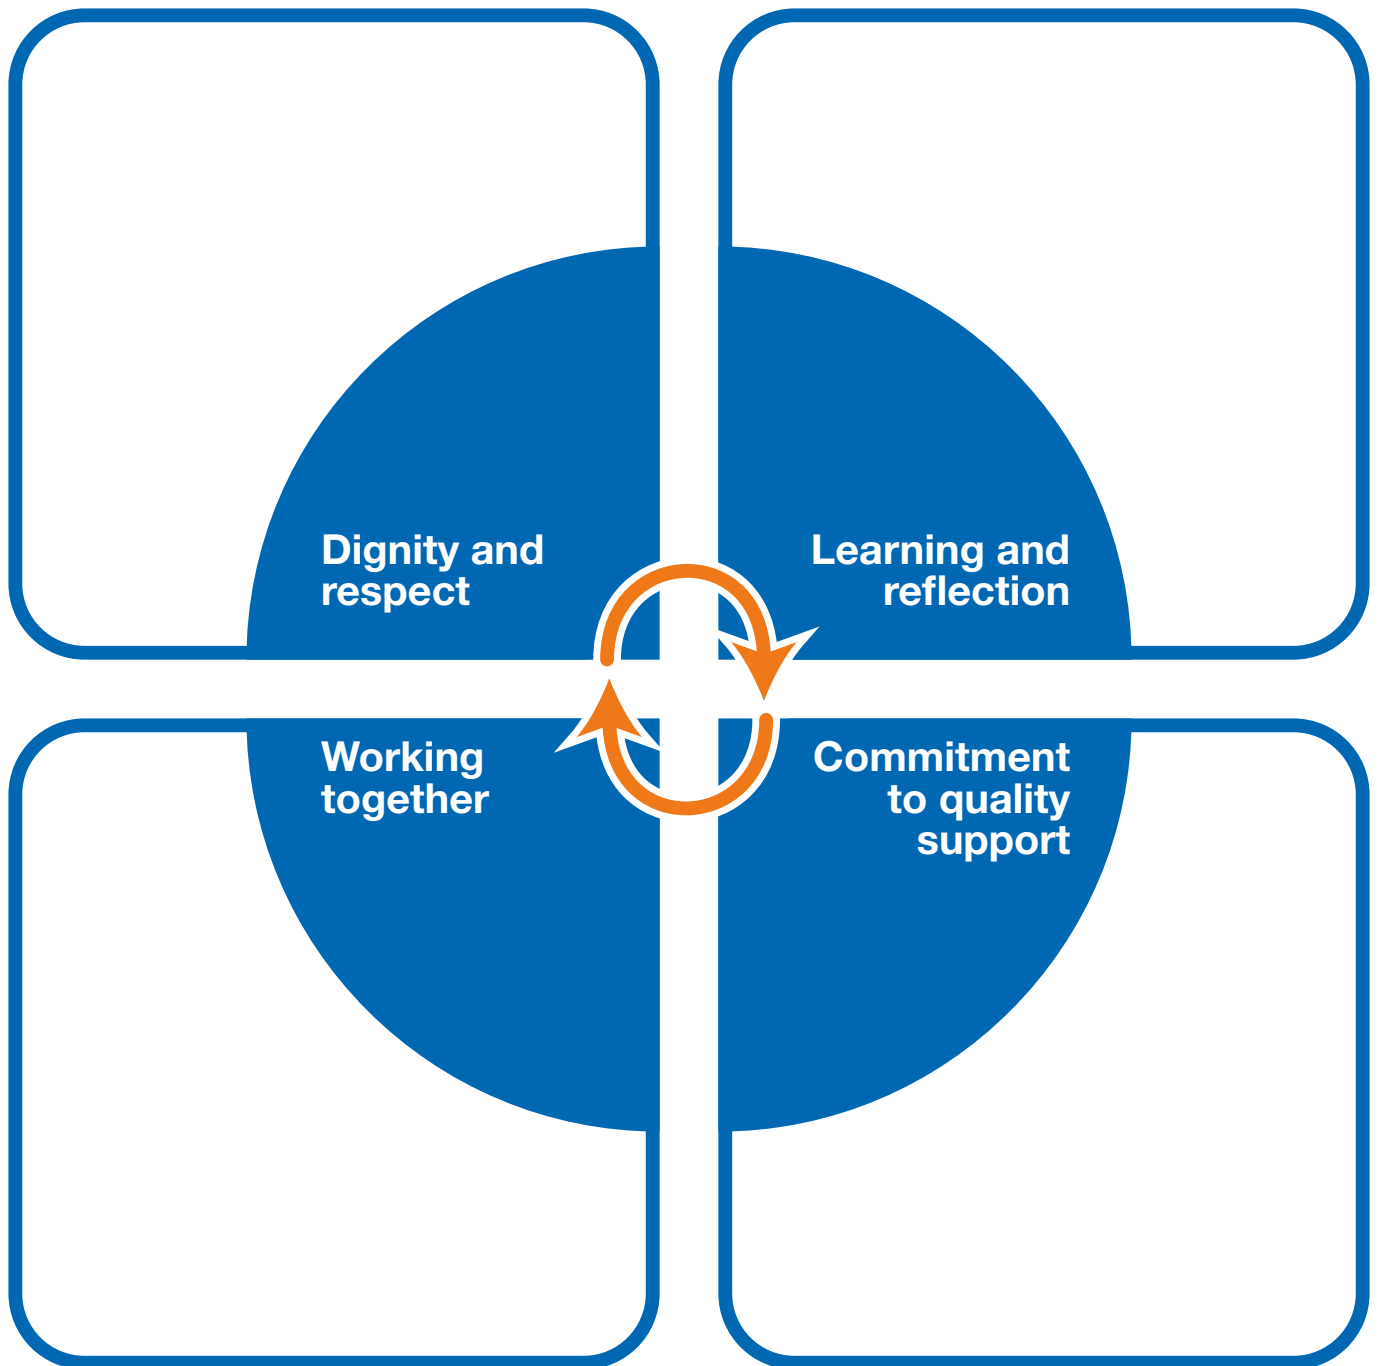 Dignity and
respect
Learning and
reflection
Working
together
Commitment
to quality
support